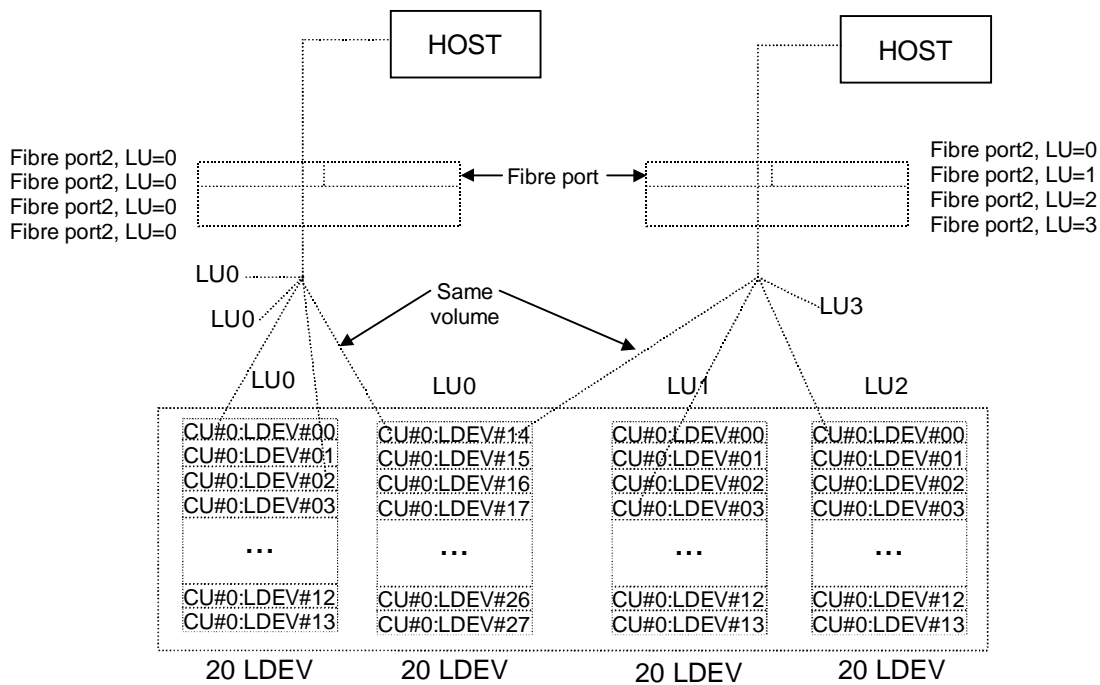 HOST
HOST
Fibre port2, LU=0
Fibre port2, LU=0
Fibre port2, LU=0
Fibre port2, LU=0
Fibre port
Fibre port2, LU=0
Fibre port2, LU=1
Fibre port2, LU=2
Fibre port2, LU=3
LU0
LU0
Same
volume
LU3
LU0
LU0
LU1
LU2
CU#0:LDEV#00
CU#0:LDEV#01
CU#0:LDEV#02
CU#0:LDEV#03
...
CU#0:LDEV#12
CU#0:LDEV#13
20 LDEV
CU#0:LDEV#14
CU#0:LDEV#15
CU#0:LDEV#16
CU#0:LDEV#17
...
CU#0:LDEV#26
CU#0:LDEV#27
20 LDEV
CU#0:LDEV#00
CU#0:LDEV#01
CU#0:LDEV#02
CU#0:LDEV#03
...
CU#0:LDEV#12
CU#0:LDEV#13
20 LDEV
CU#0:LDEV#00
CU#0:LDEV#01
CU#0:LDEV#02
CU#0:LDEV#03
...
CU#0:LDEV#12
CU#0:LDEV#13
20 LDEV